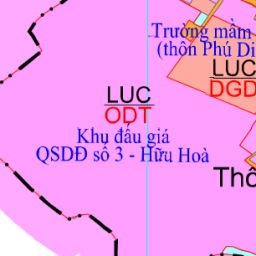 Trường mầm
(thôn Phú Di
LUC
DGD
LUC
ODT
Khu đấu giá
QSDĐ số 3 - Hữu Hoà
Thô